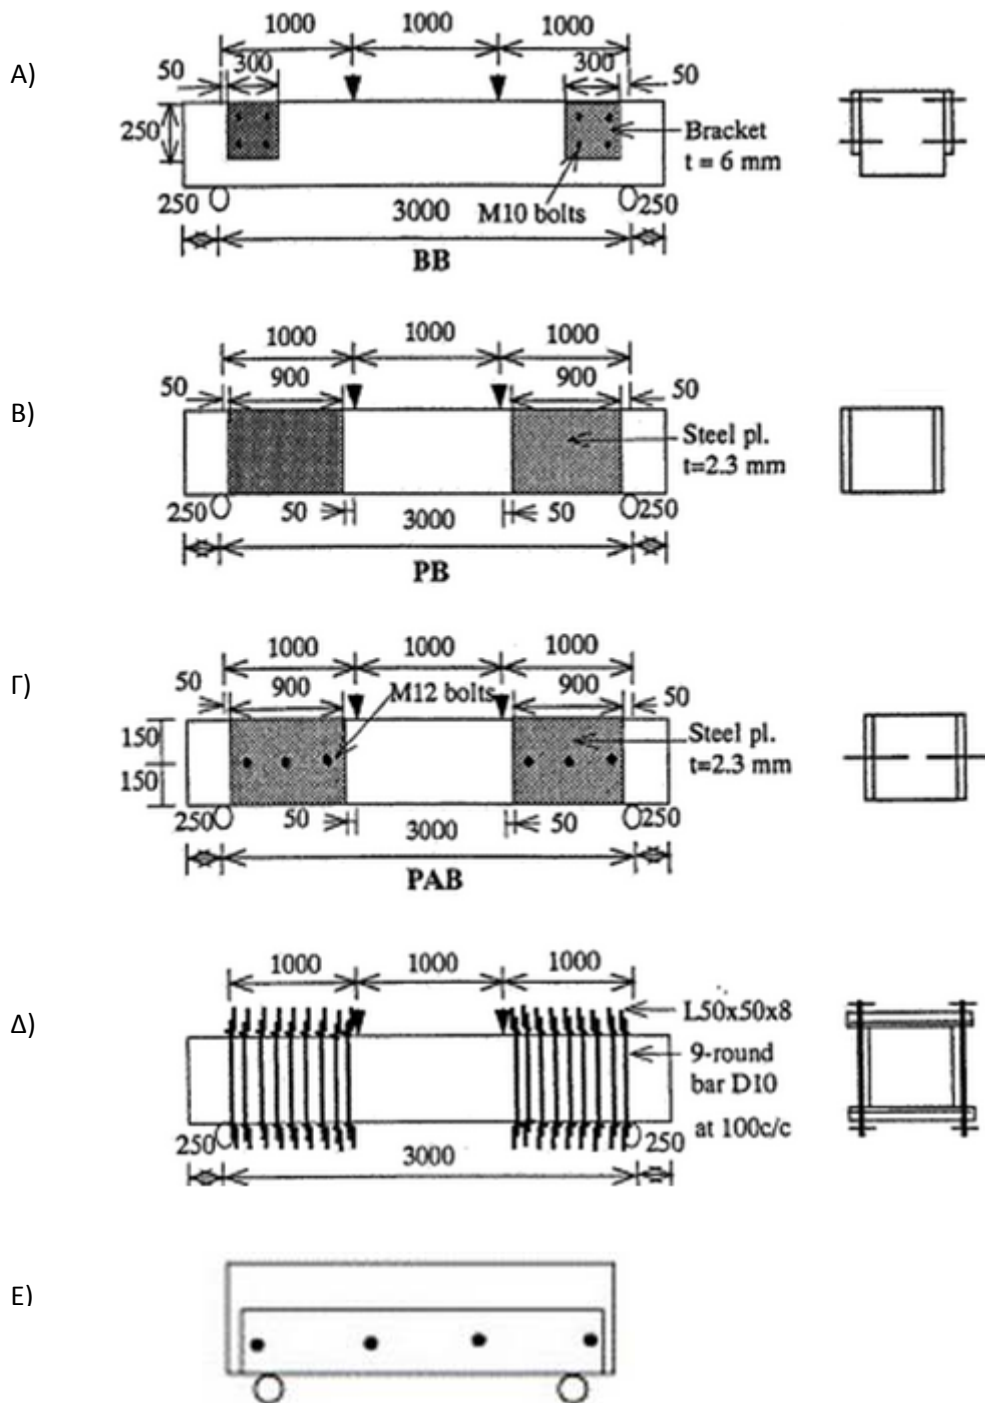 Α)
1000 1000 1000
50 300 300 50
250
Bracket
t = 6 mm
M10 bolts
250 3000 250
BB
Β)
1000 1000 1000
50 900 900 50
Steel pl.
t=2.3 mm
250 50 3000 50 250
PB
Γ)
1000 1000 1000
50 900 M12 bolts 900 50
150
150
Steel pl.
t=2.3 mm
250 50 3000 50 250
PAB
Δ)
1000 1000 1000
L50x50x8
9-round
bar D10
at 100c/c
250 3000 250
Ε)